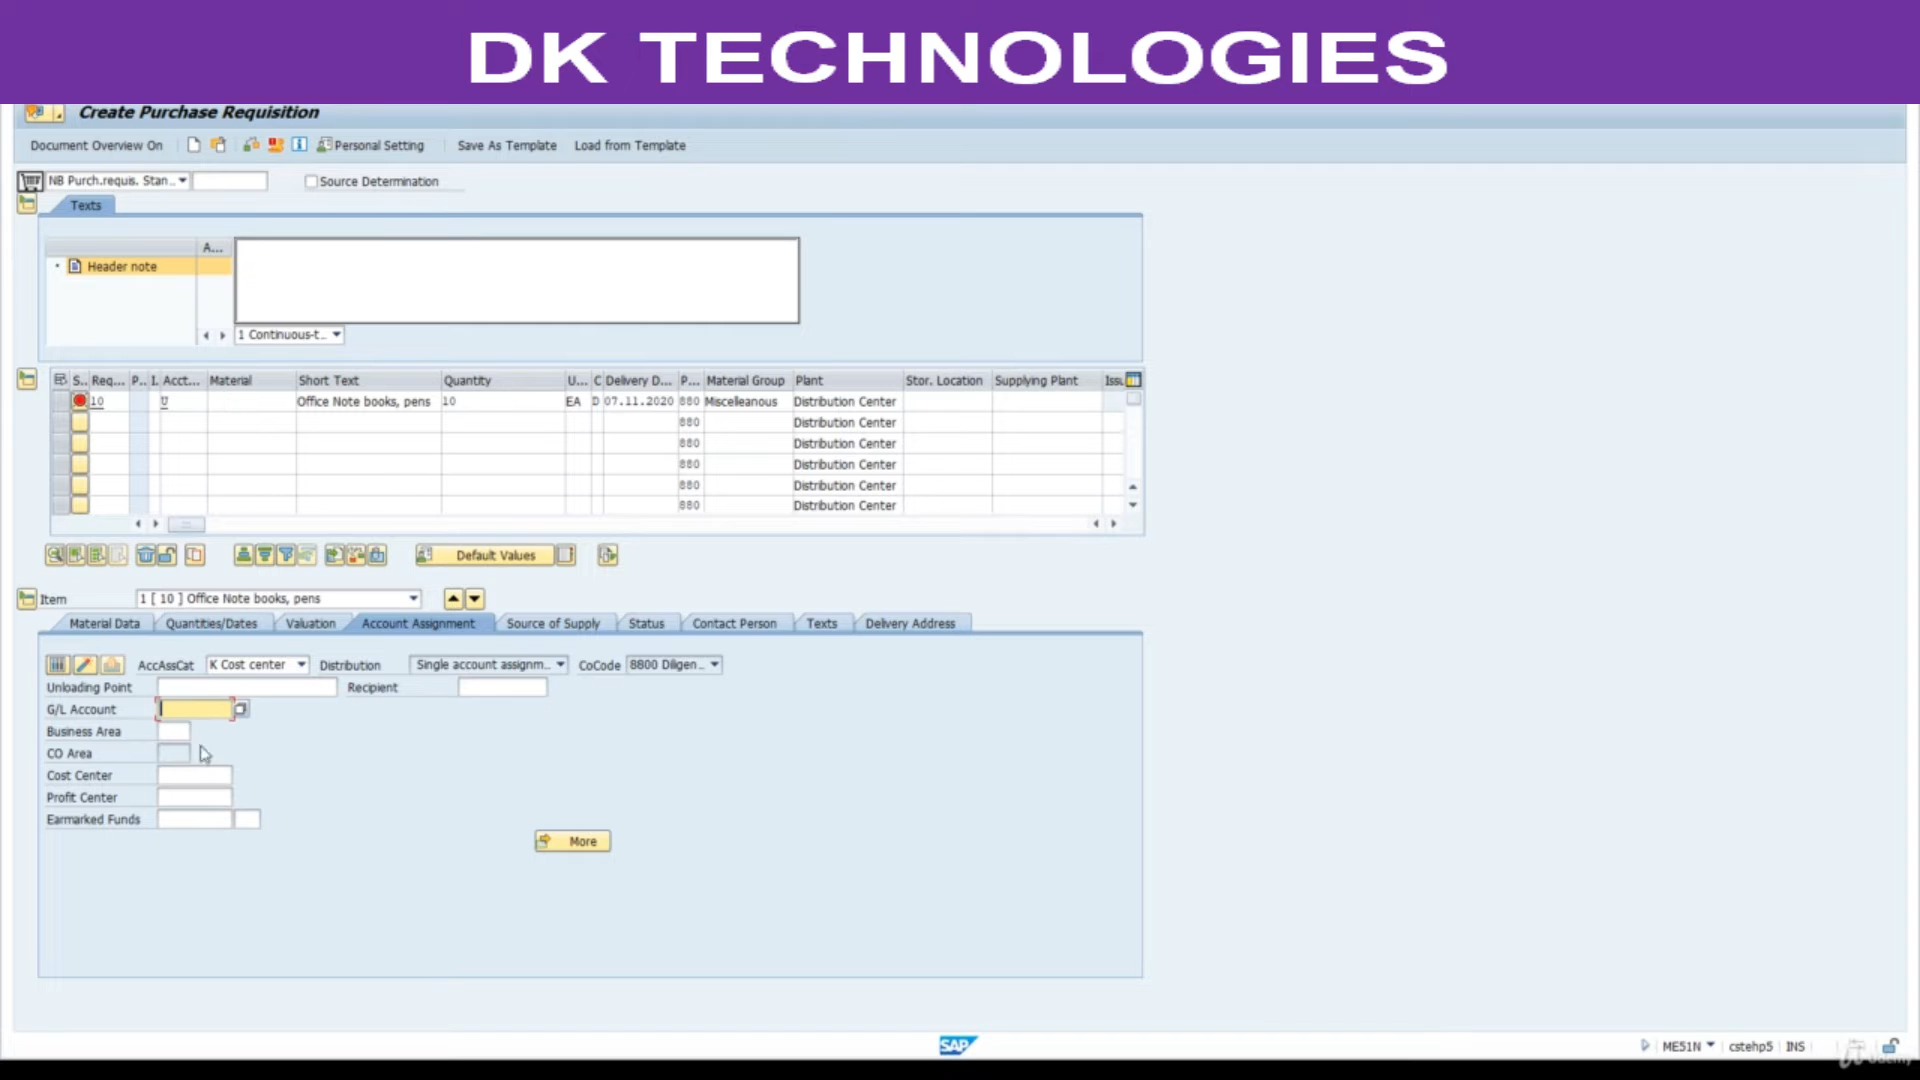 DK TECHNOLOGIES
Create Purchase Requisition
Document Overview On Personal Setting Save As Template Load from Template
NB Purch.requis. Stan.. Source Determination
Texts
A...
Header note
1 Continuous-t..
S.. Req... P.. I. Acct... Material Short Text Quantity U... C Delivery D... P... Material Group Plant Stor. Location Supplying Plant Issu
10 U Office Note books, pens 10 EA D 07.11.2020 880 Miscelleanous Distribution Center
880 Distribution Center
880 Distribution Center
880 Distribution Center
880 Distribution Center
880 Distribution Center
Default Values
Item 1 [ 10 ] Office Note books, pens
Material Data Quantities/Dates Valuation Account Assignment Source of Supply Status Contact Person Texts Delivery Address
AccAssCat K Cost center Distribution Single account assignm.. CoCode 8800 Diligen..
Unloading Point Recipient
G/L Account
Business Area
CO Area
Cost Center
Profit Center
Earmarked Funds
More
SAP
ME51N cstehp5 INS
Udemy